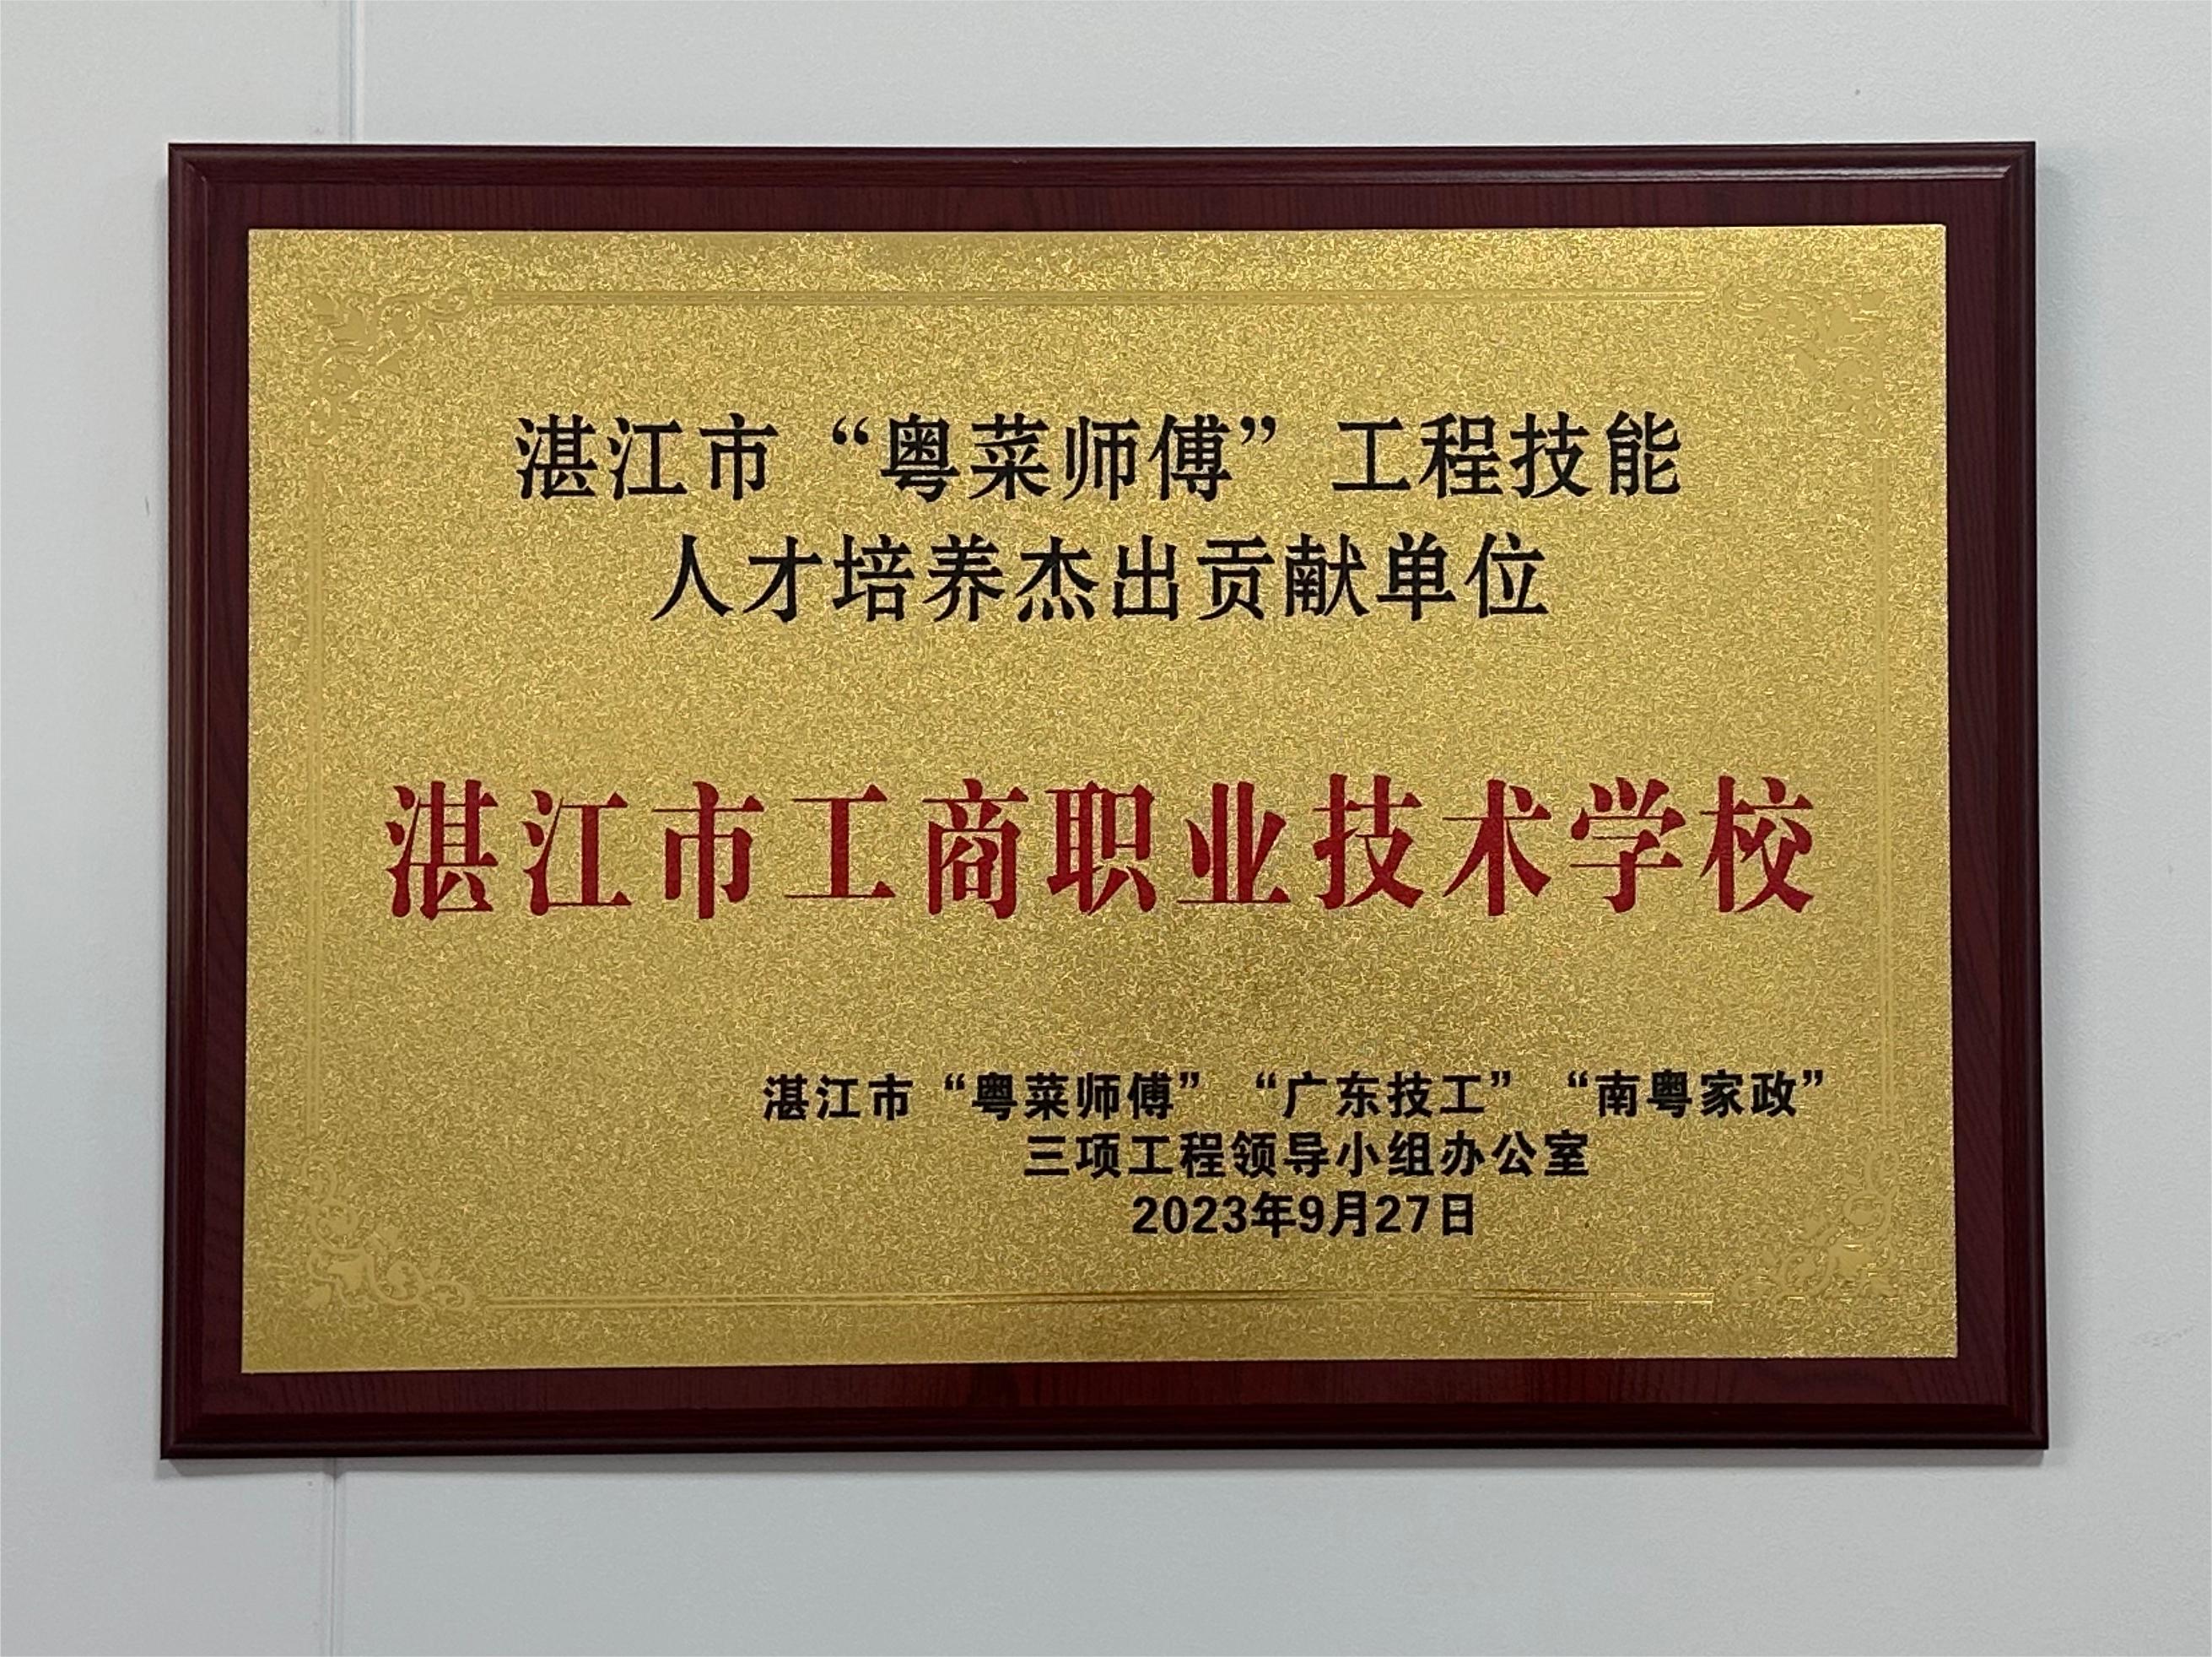 湛江市“粤菜师傅”工程技能
人才培养杰出贡献单位
湛江市工商职业技术学校
湛江市“粤菜师傅”“广东技工”“南粤家政”
三项工程领导小组办公室
2023年9月27日